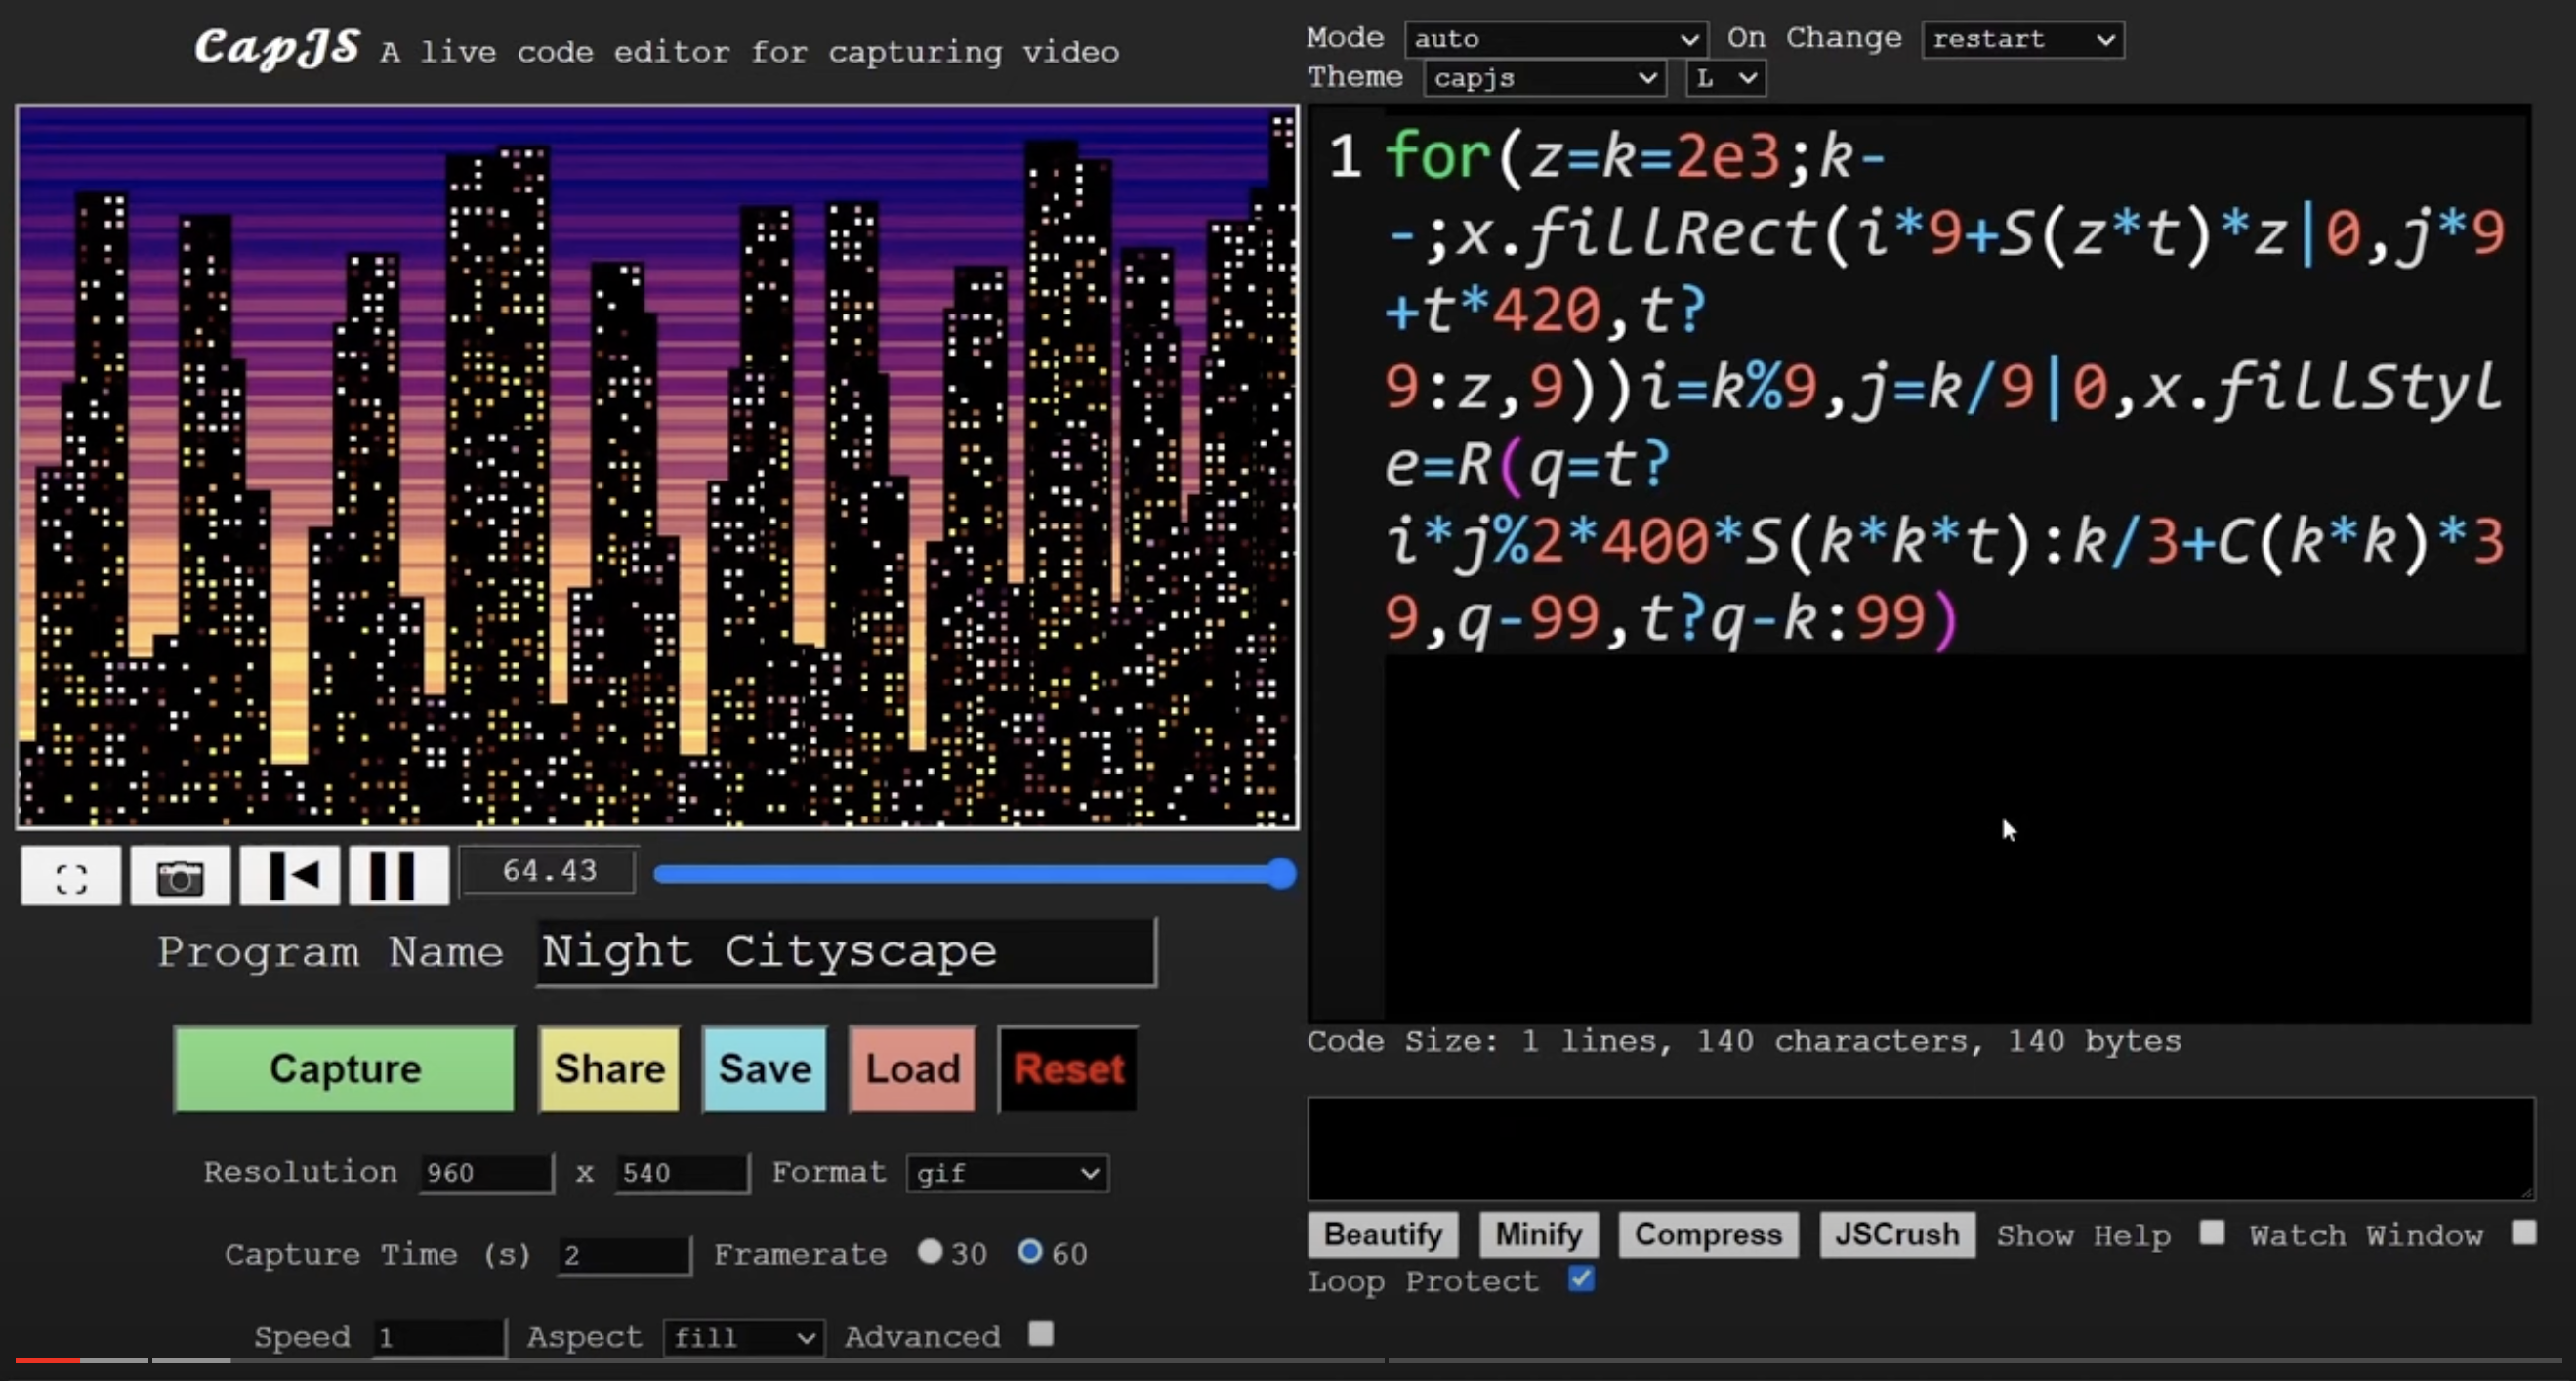 CapJS A live code editor for capturing video
Mode auto On Change restart
Theme capjs L
1 for(z=k=2e3;k-
-;x.fillRect(i*9+S(z*t)*z|0,j*9
+t*420,t?
9:z,9))i=k%9,j=k/9|0,x.fillStyl
e=R(q=t?
i*j%2*400*S(k*k*t):k/3+C(k*k)*3
9,q-99,t?q-k:99)
64.43
Program Name Night Cityscape
Capture Share Save Load Reset
Resolution 960 x 540 Format gif
Capture Time (s) 2 Framerate 30 60
Speed 1 Aspect fill Advanced
Code Size: 1 lines, 140 characters, 140 bytes
Beautify Minify Compress JSCrush Show Help Watch Window
Loop Protect